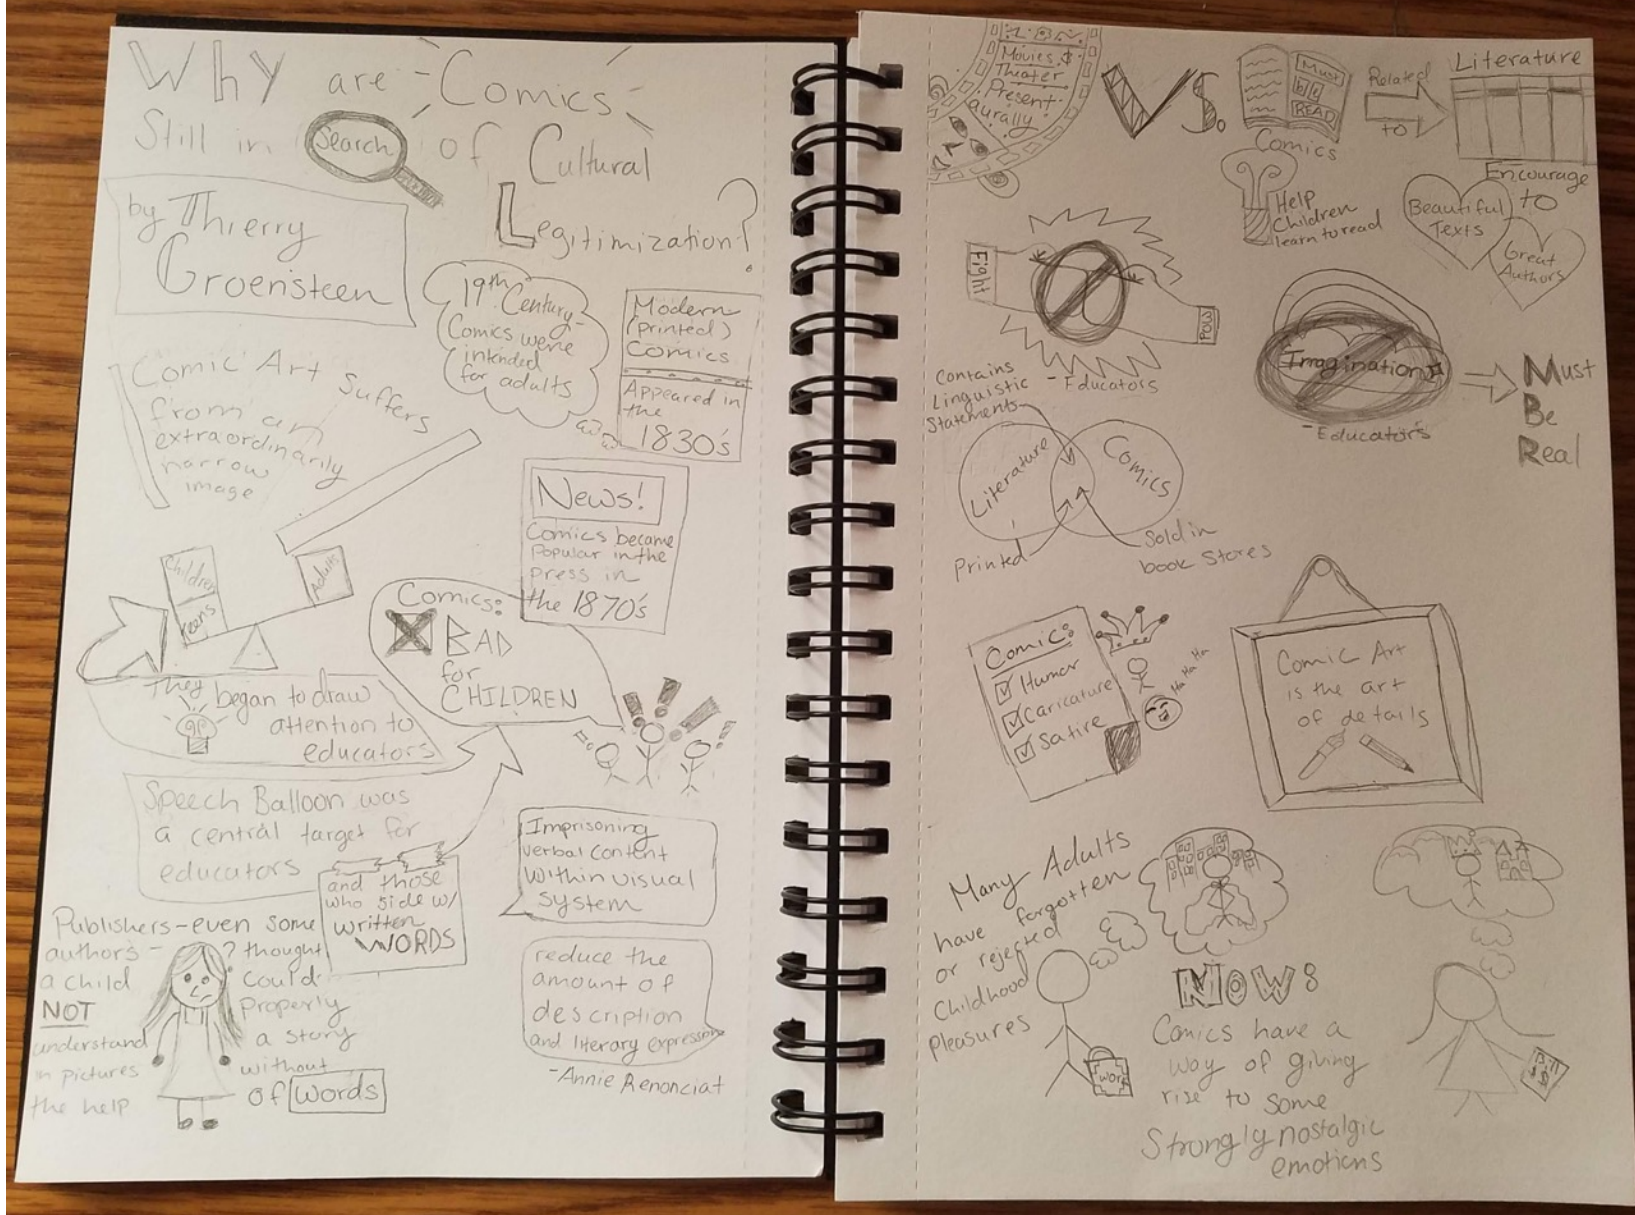 Why are Comics
Still in Search of Cultural
Legitimization?
by Thierry
Groensteen
19th Century-
Comics were
intended
for adults
Modern
(printed)
Comics
Appeared in
the
1830's
Comic Art Suffers
from an
extraordinarily
narrow
image
News!
Comics became
Popular in the
press in
the 1870's
Children
Teens
Adults
Comics:
BAD
for
CHILDREN
They began to draw
attention to
educators
Speech Balloon was
a central target for
educators
and those
who side w/
written
WORDS
Imprisoning
verbal content
within visual
system
reduce the
amount of
description
and literary expression
-Annie Renonciat
Publishers-even some
authors- ? thought
a child could
NOT properly
understand a story
in pictures without
the help of words
Movies $
Theater
Present
aurally
VS.
Must
be
READ
Comics
Related
to
Literature
Encourage
to
Beautiful
Texts
Great
Authors
Help
Children
learn to read
Fight
POW
-Educators
Imagination
-Educators
Must
Be
Real
Contains
Linguistic
Statements
Literature
Comics
Printed
Sold in
book Stores
Comic:
Humor
Caricature
Satire
Ha Ha Ha
Comic Art
is the art
of details
Many Adults
have forgotten
or rejected
Childhood
pleasures
work
NOW:
Comics have a
way of giving
rise to some
Strongly nostalgic
emotions
Bill
$$